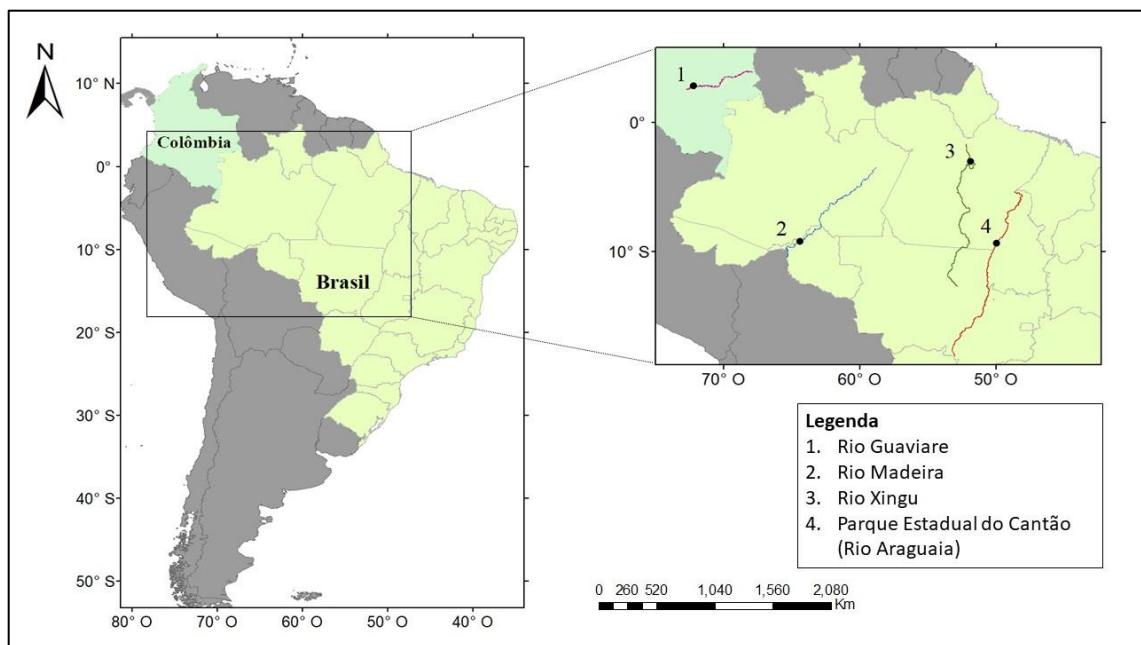 N
10° N
0°
10° S
20° S
30° S
40° S
50° S
80° O
70° O
60° O
50° O
40° O
Colômbia
Brasil
0°
10° S
70° O
60° O
50° O
1
2
3
4
Legenda
1. Rio Guaviare
2. Rio Madeira
3. Rio Xingu
4. Parque Estadual do Cantão
(Rio Araguaia)
0 260 520 1,040 1,560 2,080
Km